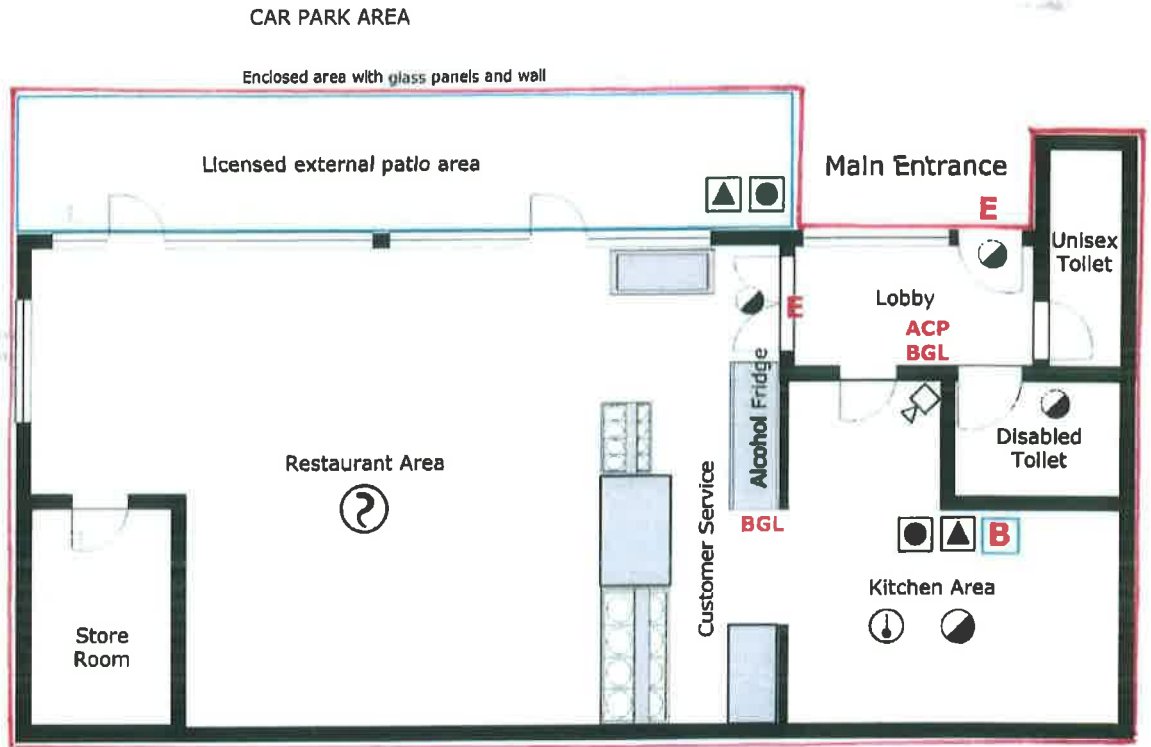 CAR PARK AREA
Enclosed area with glass panels and wall
Licensed external patio area
Main Entrance
E
Unisex
Toilet
Lobby
E
ACP
BGL
Alcohol Fridge
Disabled
Toilet
Restaurant Area
Customer Service
BGL
B
Kitchen Area
Store
Room